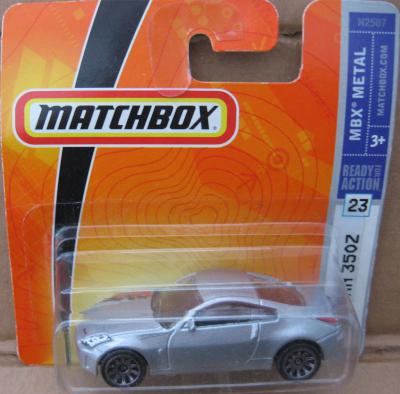 MATCHBOX®
N2507
MBX® METAL
MATCHBOX.COM
3+
READY FOR ACTION
23
350Z